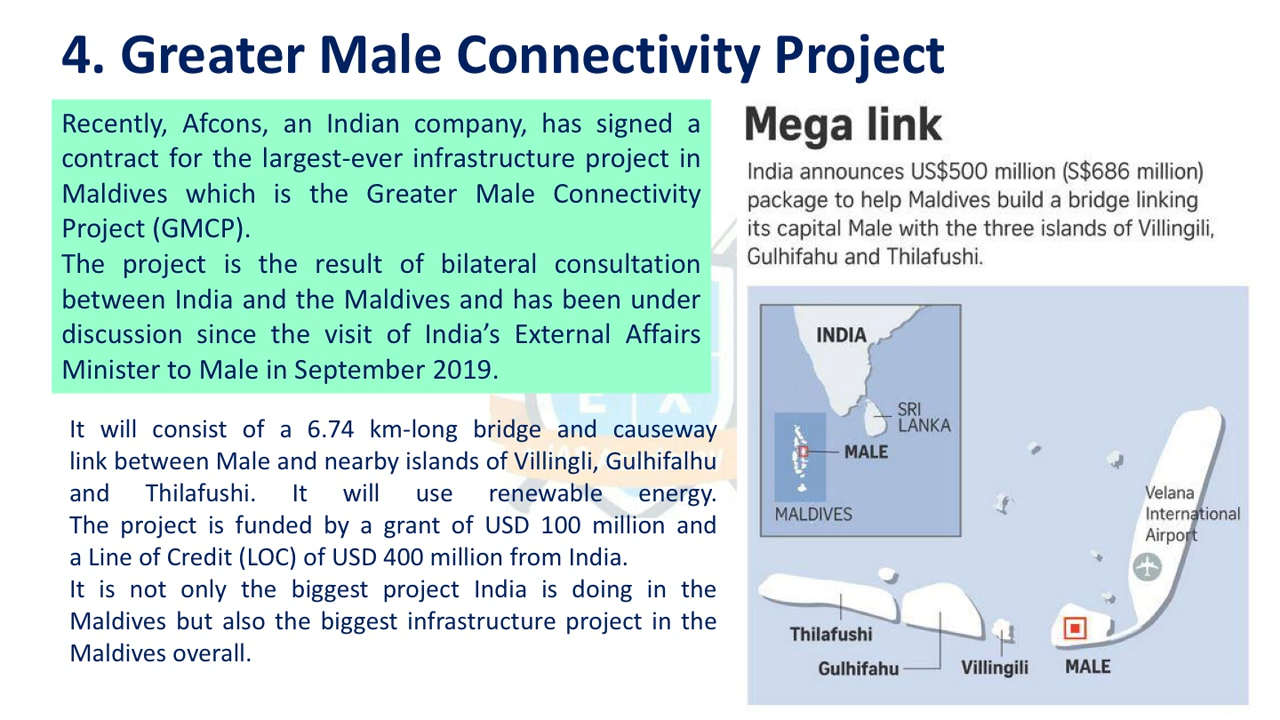 4. Greater Male Connectivity Project
Recently, Afcons, an Indian company, has signed a
contract for the largest-ever infrastructure project in
Maldives which is the Greater Male Connectivity
Project (GMCP).
The project is the result of bilateral consultation
between India and the Maldives and has been under
discussion since the visit of India’s External Affairs
Minister to Male in September 2019.
It will consist of a 6.74 km-long bridge and causeway
link between Male and nearby islands of Villingli, Gulhifalhu
and Thilafushi. It will use renewable energy.
The project is funded by a grant of USD 100 million and
a Line of Credit (LOC) of USD 400 million from India.
It is not only the biggest project India is doing in the
Maldives but also the biggest infrastructure project in the
Maldives overall.
Mega link
India announces US$500 million (S$686 million)
package to help Maldives build a bridge linking
its capital Male with the three islands of Villingili,
Gulhifahu and Thilafushi.
INDIA
SRI
LANKA
MALE
MALDIVES
Velana
International
Airport
Thilafushi
Gulhifahu
Villingili
MALE